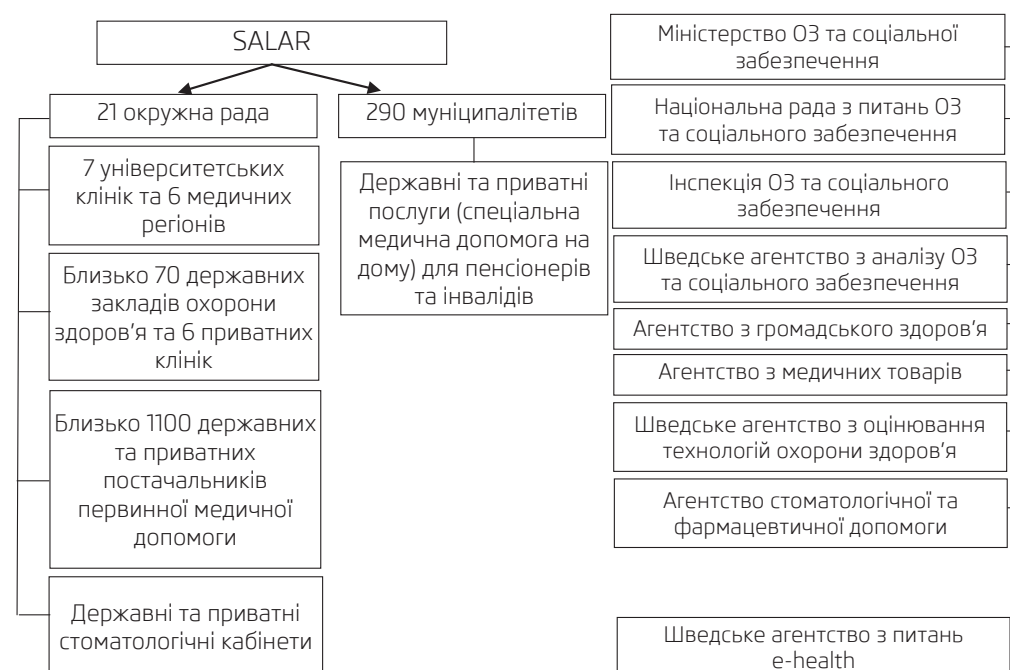 SALAR
21 окружна рада
290 муніципалітетів
7 університетських
клінік та 6 медичних
регіонів
Близько 70 державних
закладів охорони
здоров'я та 6 приватних
клінік
Близько 1100 державних
та приватних
постачальників
первинної медичної
допомоги
Державні та приватні
стоматологічні кабінети
Державні та приватні
послуги (спеціальна
медична допомога на
дому) для пенсіонерів
та інвалідів
Міністерство ОЗ та соціальної
забезпечення
Національна рада з питань ОЗ
та соціального забезпечення
Інспекція ОЗ та соціального
забезпечення
Шведське агентство з аналізу ОЗ
та соціального забезпечення
Агентство з громадського здоров'я
Агентство з медичних товарів
Шведське агентство з оцінювання
технологій охорони здоров'я
Агентство стоматологічної та
фармацевтичної допомоги
Шведське агентство з питань
e-health